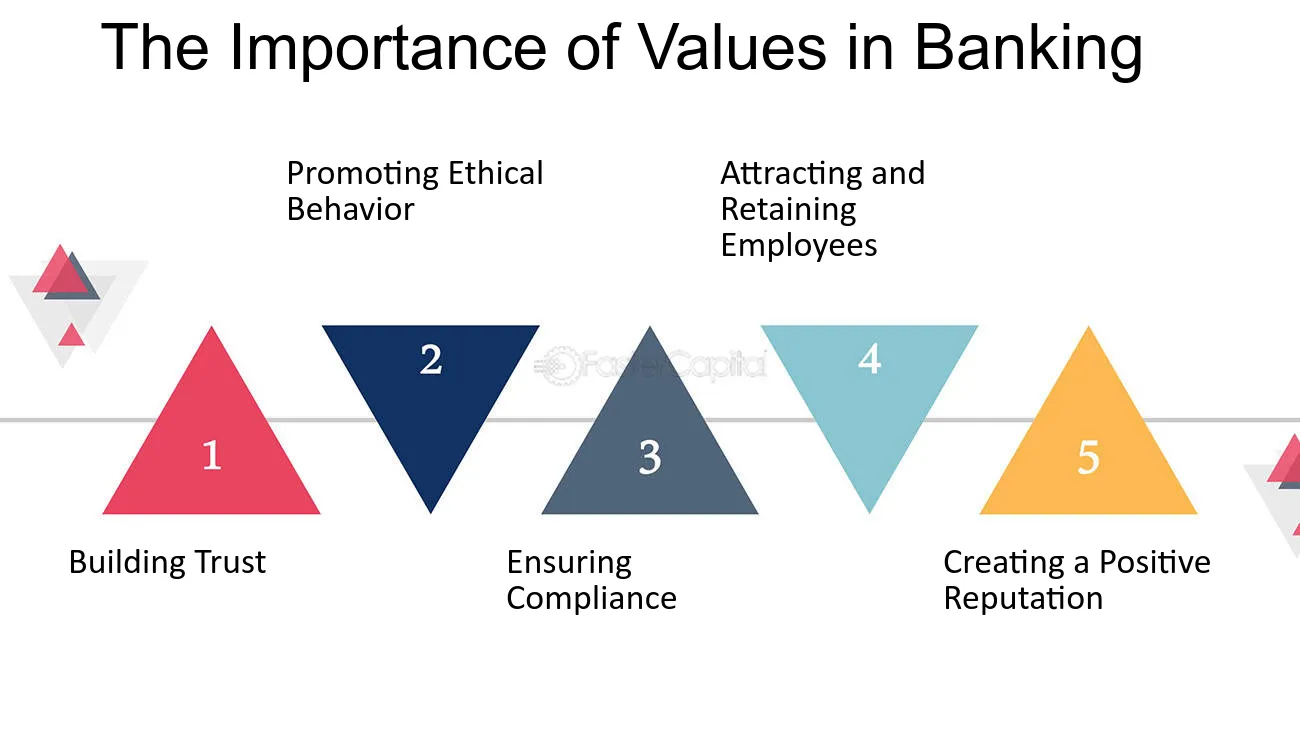 The Importance of Values in Banking
Promoting Ethical
Behavior
Attracting and
Retaining
Employees
1
2
3
4
5
FasterCapital
Building Trust
Ensuring
Compliance
Creating a Positive
Reputation